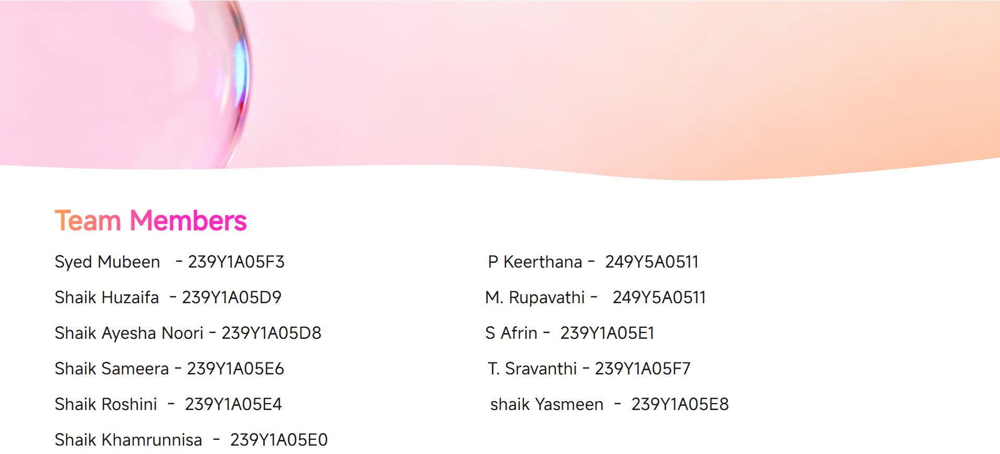 Team Members
Syed Mubeen - 239Y1A05F3
Shaik Huzaifa - 239Y1A05D9
Shaik Ayesha Noori - 239Y1A05D8
Shaik Sameera - 239Y1A05E6
Shaik Roshini - 239Y1A05E4
Shaik Khamrunnisa - 239Y1A05E0
P Keerthana - 249Y5A0511
M. Rupavathi - 249Y5A0511
S Afrin - 239Y1A05E1
T. Sravanthi - 239Y1A05F7
shaik Yasmeen - 239Y1A05E8